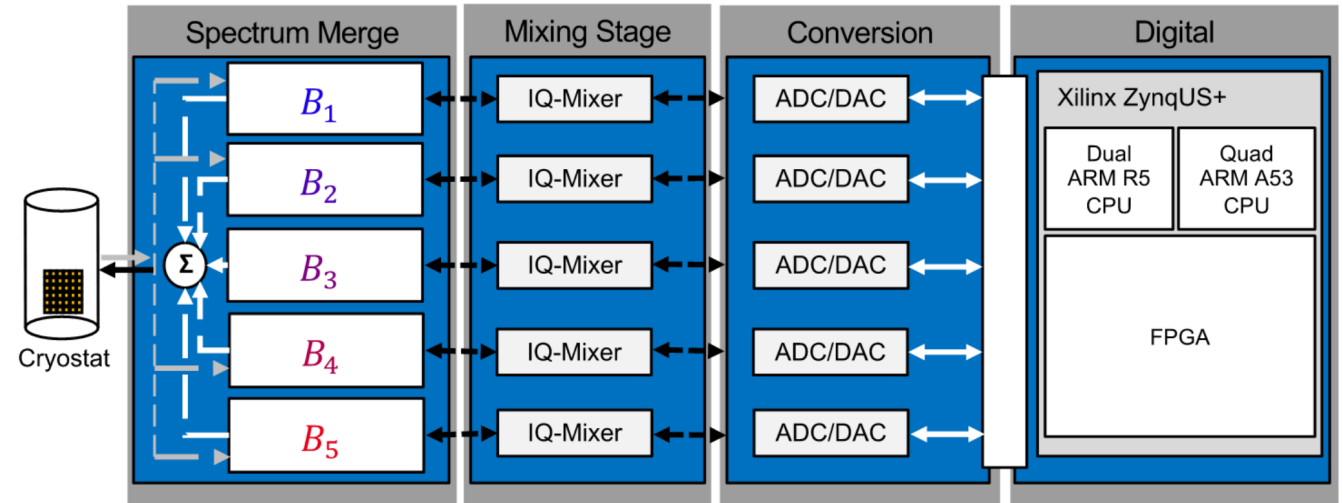 Spectrum Merge
Mixing Stage
Conversion
Digital
B₁
IQ-Mixer
ADC/DAC
Xilinx ZynqUS+
Dual
ARM R5
CPU
Quad
ARM A53
CPU
B₂
IQ-Mixer
ADC/DAC
Σ
B₃
IQ-Mixer
ADC/DAC
FPGA
Cryostat
B₄
IQ-Mixer
ADC/DAC
B₅
IQ-Mixer
ADC/DAC